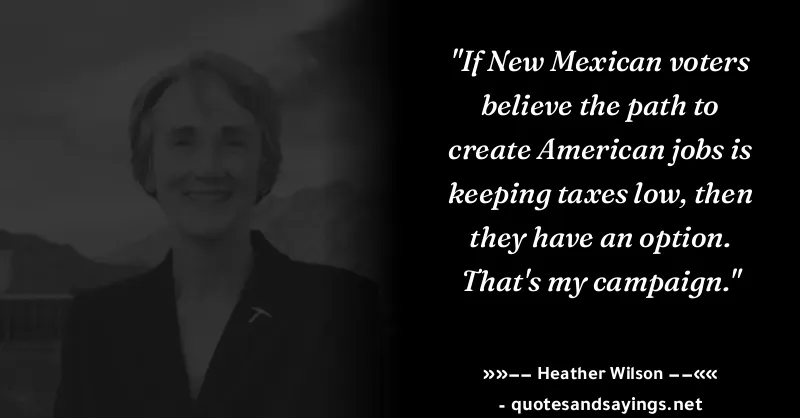 "If New Mexican voters
believe the path to
create American jobs is
keeping taxes low, then
they have an option.
That's my campaign."
»»–– Heather Wilson ––««
- quotesandsayings.net